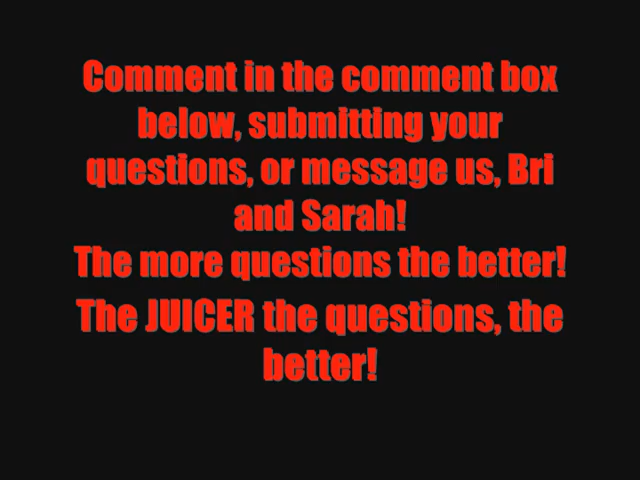 Comment in the comment box
below, submitting your
questions, or message us, Bri
and Sarah!
The more questions the better!
The JUICER the questions, the
better!